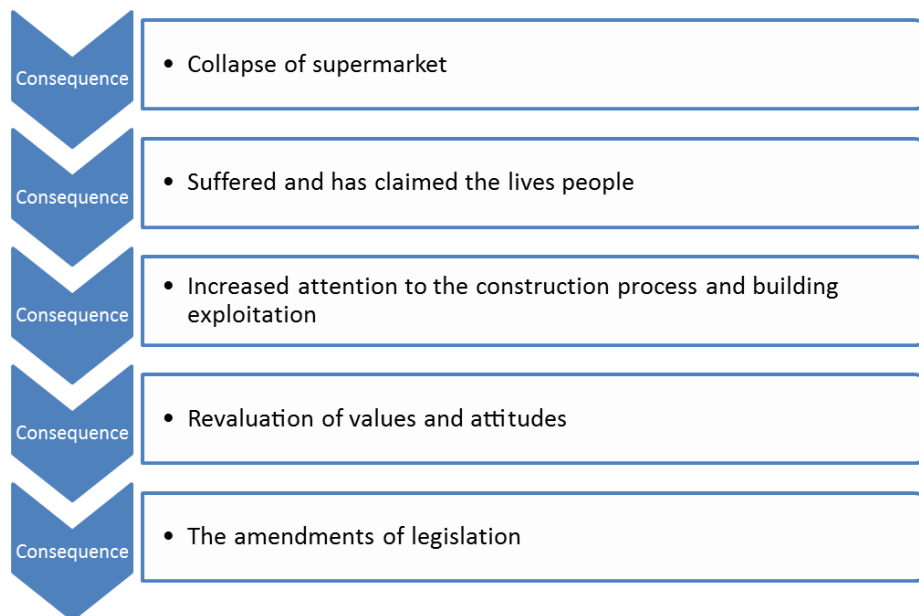 Consequence
• Collapse of supermarket
Consequence
• Suffered and has claimed the lives people
Consequence
• Increased attention to the construction process and building
exploitation
Consequence
• Revaluation of values and attitudes
Consequence
• The amendments of legislation